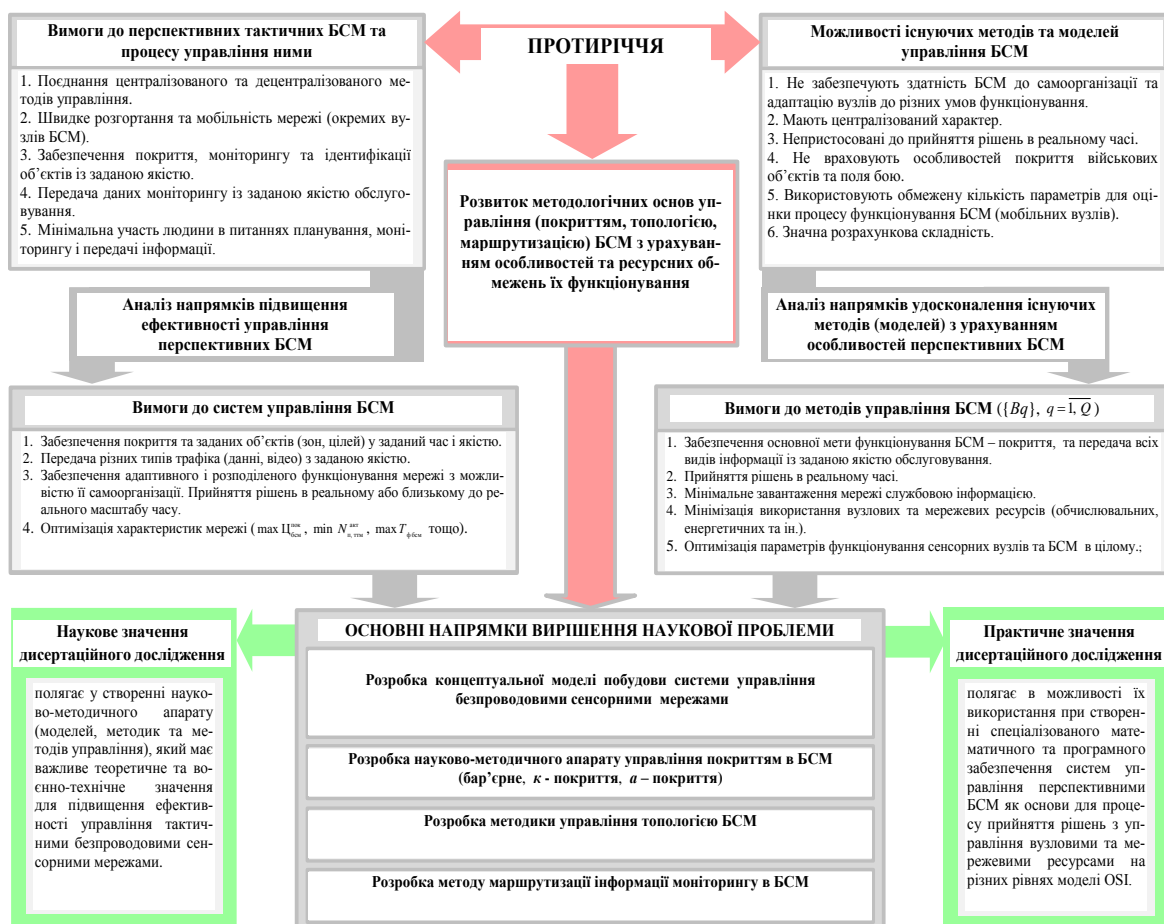 Вимоги до перспективних тактичних БСМ та
процесу управління ними
1. Поєднання централізованого та децентралізованого ме-
тодів управління.
2. Швидке розгортання та мобільність мережі (окремих ву-
злів БСМ).
3. Забезпечення покриття, моніторингу та ідентифікації
об’єктів із заданою якістю.
4. Передача даних моніторингу із заданою якістю обслуго-
вування.
5. Мінімальна участь людини в питаннях планування, моні-
торингу і передачі інформації.
ПРОТИРІЧЧЯ
Можливості існуючих методів та моделей
управління БСМ
1. Не забезпечують здатність БСМ до самоорганізації та
адаптацію вузлів до різних умов функціонування.
2. Мають централізований характер.
3. Непристосовані до прийняття рішень в реальному часі.
4. Не враховують особливостей покриття військових
об’єктів та поля бою.
5. Використовують обмежену кількість параметрів для оці-
нки процесу функціонування БСМ (мобільних вузлів).
6. Значна розрахункова складність.
Розвиток методологічних основ уп-
равління (покриттям, топологією,
маршрутизацією) БСМ з урахуван-
ням особливостей та ресурсних об-
межень їх функціонування
Аналіз напрямків підвищення
ефективності управління
перспективних БСМ
Аналіз напрямків удосконалення існуючих
методів (моделей) з урахуванням
особливостей перспективних БСМ
Вимоги до систем управління БСМ
1. Забезпечення покриття та заданих об’єктів (зон, цілей) у заданий час і якістю.
2. Передача різних типів трафіка (данні, відео) з заданою якістю.
3. Забезпечення адаптивного і розподіленого функціонування мережі з можли-
вістю її самоорганізації. Прийняття рішень в реальному або близькому до ре-
ального масштабу часу.
4. Оптимізація характеристик мережі ( max Ц, min N, max T тощо).
Вимоги до методів управління БСМ ({Bq}, q = 1, Q )
1. Забезпечення основної мети функціонування БСМ – покриття, та передача всіх
видів інформації із заданою якістю обслуговування.
2. Прийняття рішень в реальному часі.
3. Мінімальне завантаження мережі службовою інформацією.
4. Мінімізація використання вузлових та мережевих ресурсів (обчислювальних,
енергетичних та ін.).
5. Оптимізація параметрів функціонування сенсорних вузлів та БСМ в цілому.;
Наукове значення
дисертаційного дослідження
полягає у створенні науко-
во-методичного апарату
(моделей, методик та ме-
тодів управління), який має
важливе теоретичне та во-
єнно-технічне значення
для підвищення ефектив-
ності управління тактич-
ними безпроводовими сен-
сорними мережами.
ОСНОВНІ НАПРЯМКИ ВИРІШЕННЯ НАУКОВОЇ ПРОБЛЕМИ
Розробка концептуальної моделі побудови системи управління
безпроводовими сенсорними мережами
Розробка науково-методичного апарату управління покриттям в БСМ
(бар’єрне, к - покриття, а – покриття)
Розробка методики управління топологією БСМ
Розробка методу маршрутизації інформації моніторингу в БСМ
Практичне значення
дисертаційного дослідження
полягає в можливості їх
використання при створен-
ні спеціалізованого мате-
матичного та програмного
забезпечення систем уп-
равління перспективними
БСМ як основи для проце-
су прийняття рішень з уп-
равління вузловими та ме-
режевими ресурсами на
різних рівнях моделі OSI.